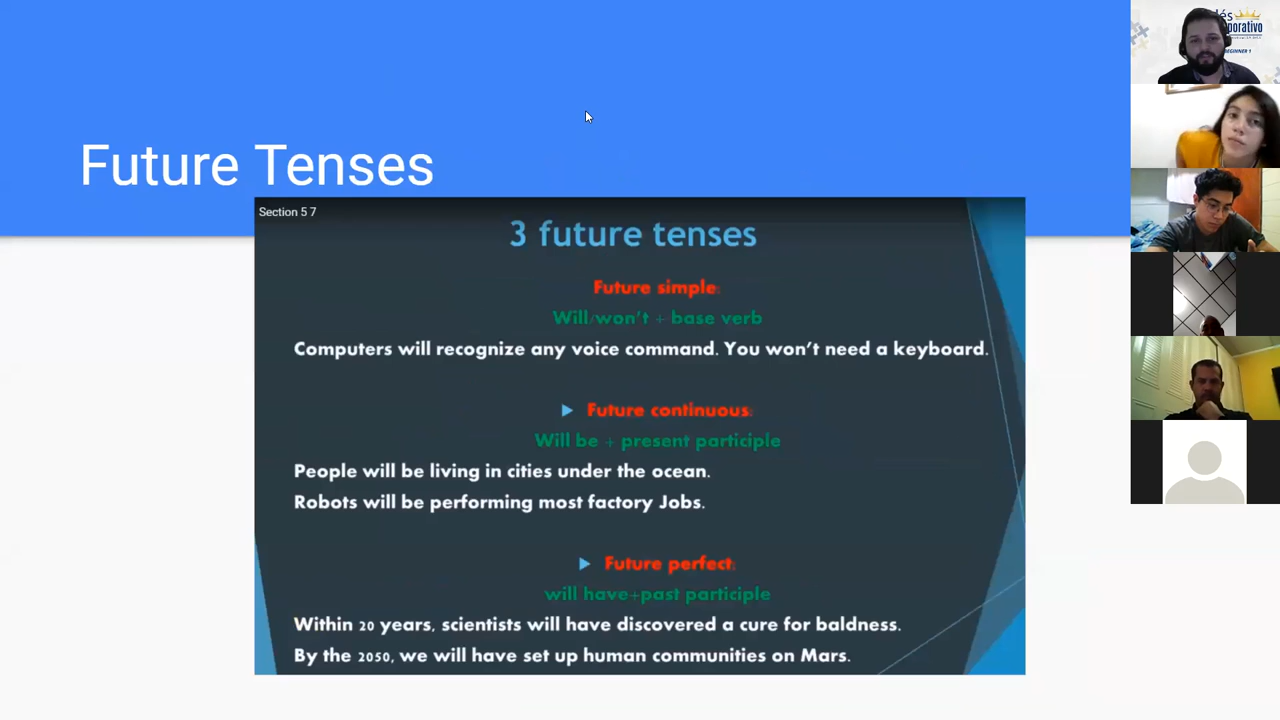 Future Tenses
Section 5 7
3 future tenses
Future simple:
Will/won't + base verb
Computers will recognize any voice command. You won't need a keyboard.
Future continuous:
Will be + present participle
People will be living in cities under the ocean.
Robots will be performing most factory Jobs.
Future perfect:
will have+past participle
Within 20 years, scientists will have discovered a cure for baldness.
By the 2050, we will have set up human communities on Mars.
BEGINNER 1